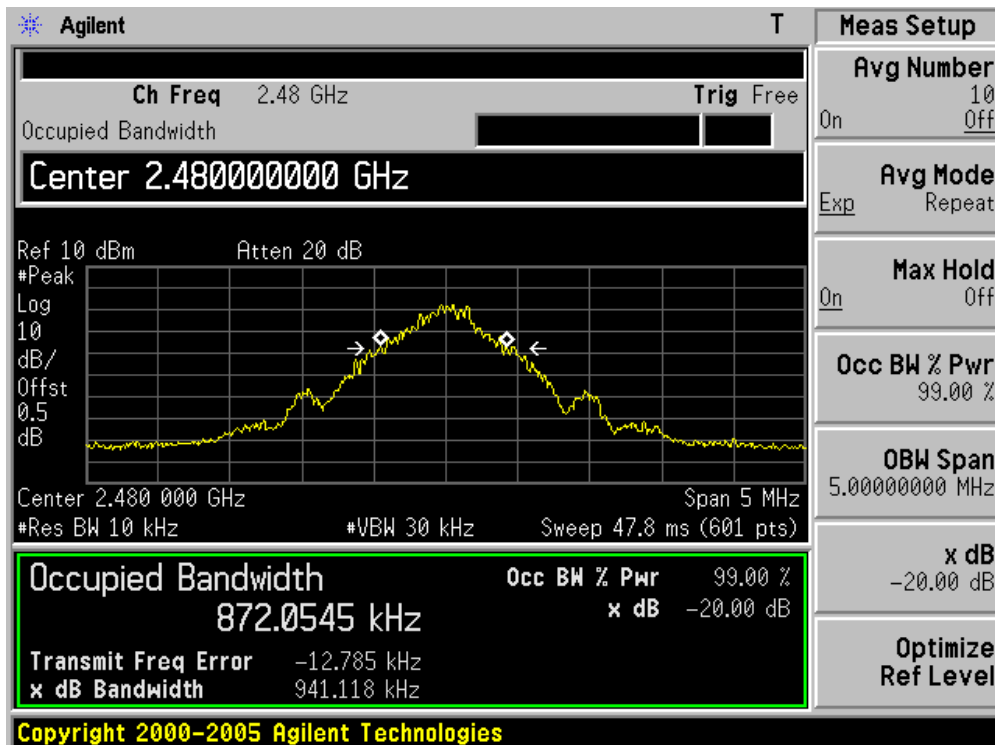 Agilent T
Ch Freq 2.48 GHz Trig Free
Occupied Bandwidth
Center 2.480000000 GHz
Ref 10 dBm Atten 20 dB
#Peak
Log
10
dB/
Offst
0.5
dB
Center 2.480 000 GHz Span 5 MHz
#Res BW 10 kHz #VBW 30 kHz Sweep 47.8 ms (601 pts)
Occupied Bandwidth Occ BW % Pwr 99.00 %
872.0545 kHz x dB −20.00 dB
Transmit Freq Error −12.785 kHz
x dB Bandwidth 941.118 kHz
Copyright 2000–2005 Agilent Technologies
Meas Setup
Avg Number
10
On Off
Avg Mode
Exp Repeat
Max Hold
On Off
Occ BW % Pwr
99.00 %
OBW Span
5.00000000 MHz
x dB
−20.00 dB
Optimize
Ref Level